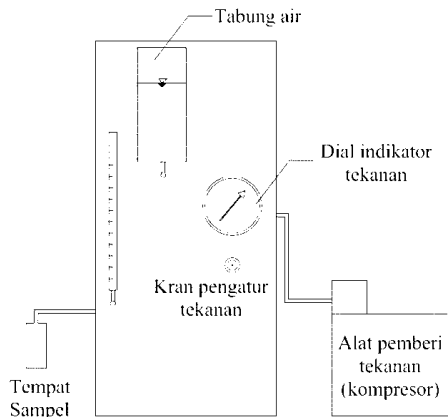 Tabung air
Dial indikator
tekanan
Kran pengatur
tekanan
Alat pemberi
tekanan
(kompresor)
Tempat
Sampel